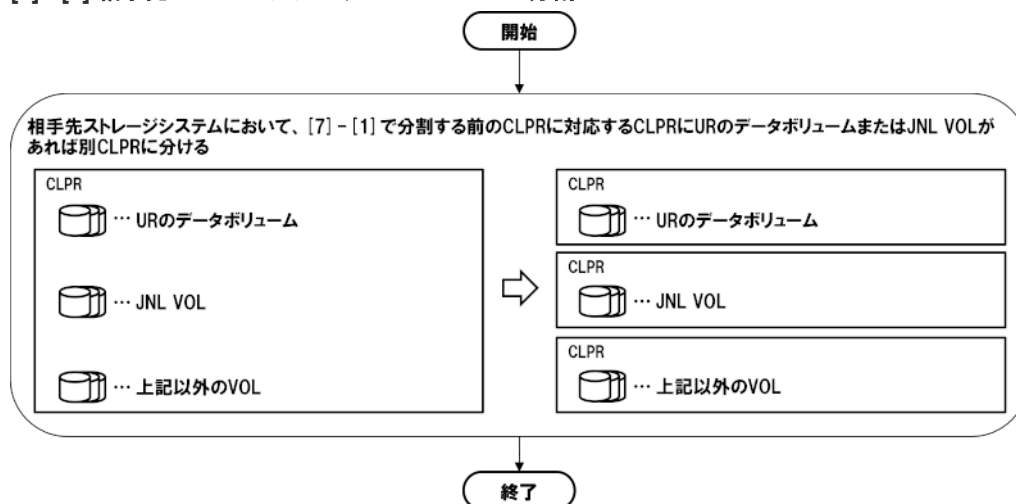 開始
相手先ストレージシステムにおいて、[7]-[1]で分割する前のCLPRに対応するCLPRにURのデータボリュームまたはJNL VOLが
あれば別CLPRに分ける
CLPR
… URのデータボリューム
… JNL VOL
… 上記以外のVOL
CLPR
… URのデータボリューム
CLPR
… JNL VOL
CLPR
… 上記以外のVOL
終了